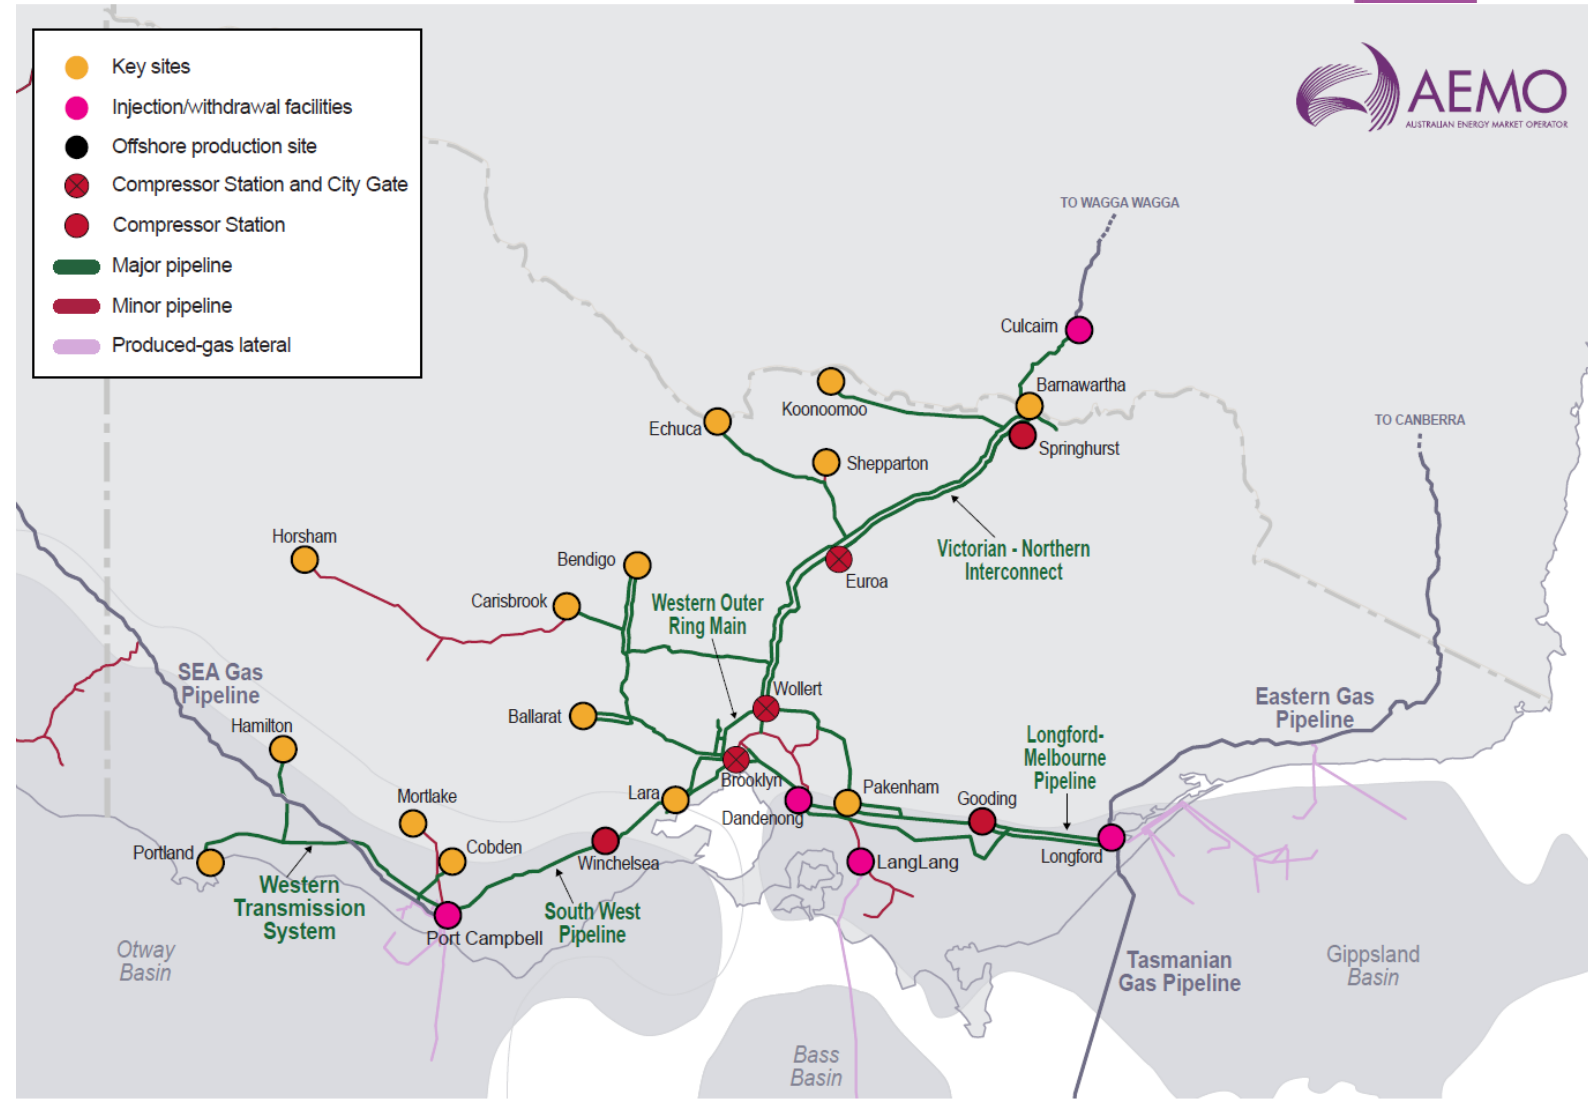 Key sites
Injection/withdrawal facilities
Offshore production site
Compressor Station and City Gate
Compressor Station
Major pipeline
Minor pipeline
Produced-gas lateral
AEMO
AUSTRALIAN ENERGY MARKET OPERATOR
TO WAGGA WAGGA
Culcairn
Barnawartha
Koonoomoo
Echuca
TO CANBERRA
Springhurst
Shepparton
Horsham
Bendigo
Victorian - Northern
Interconnect
Euroa
Carisbrook
Western Outer
Ring Main
SEA Gas
Pipeline
Wollert
Eastern Gas
Pipeline
Ballarat
Hamilton
Longford-
Melbourne
Pipeline
Brooklyn
Lara
Pakenham
Mortlake
Gooding
Dandenong
Cobden
Portland
Winchelsea
LangLang
Longford
Western
Transmission
System
South West
Pipeline
Port Campbell
Otway
Basin
Tasmanian
Gas Pipeline
Gippsland
Basin
Bass
Basin